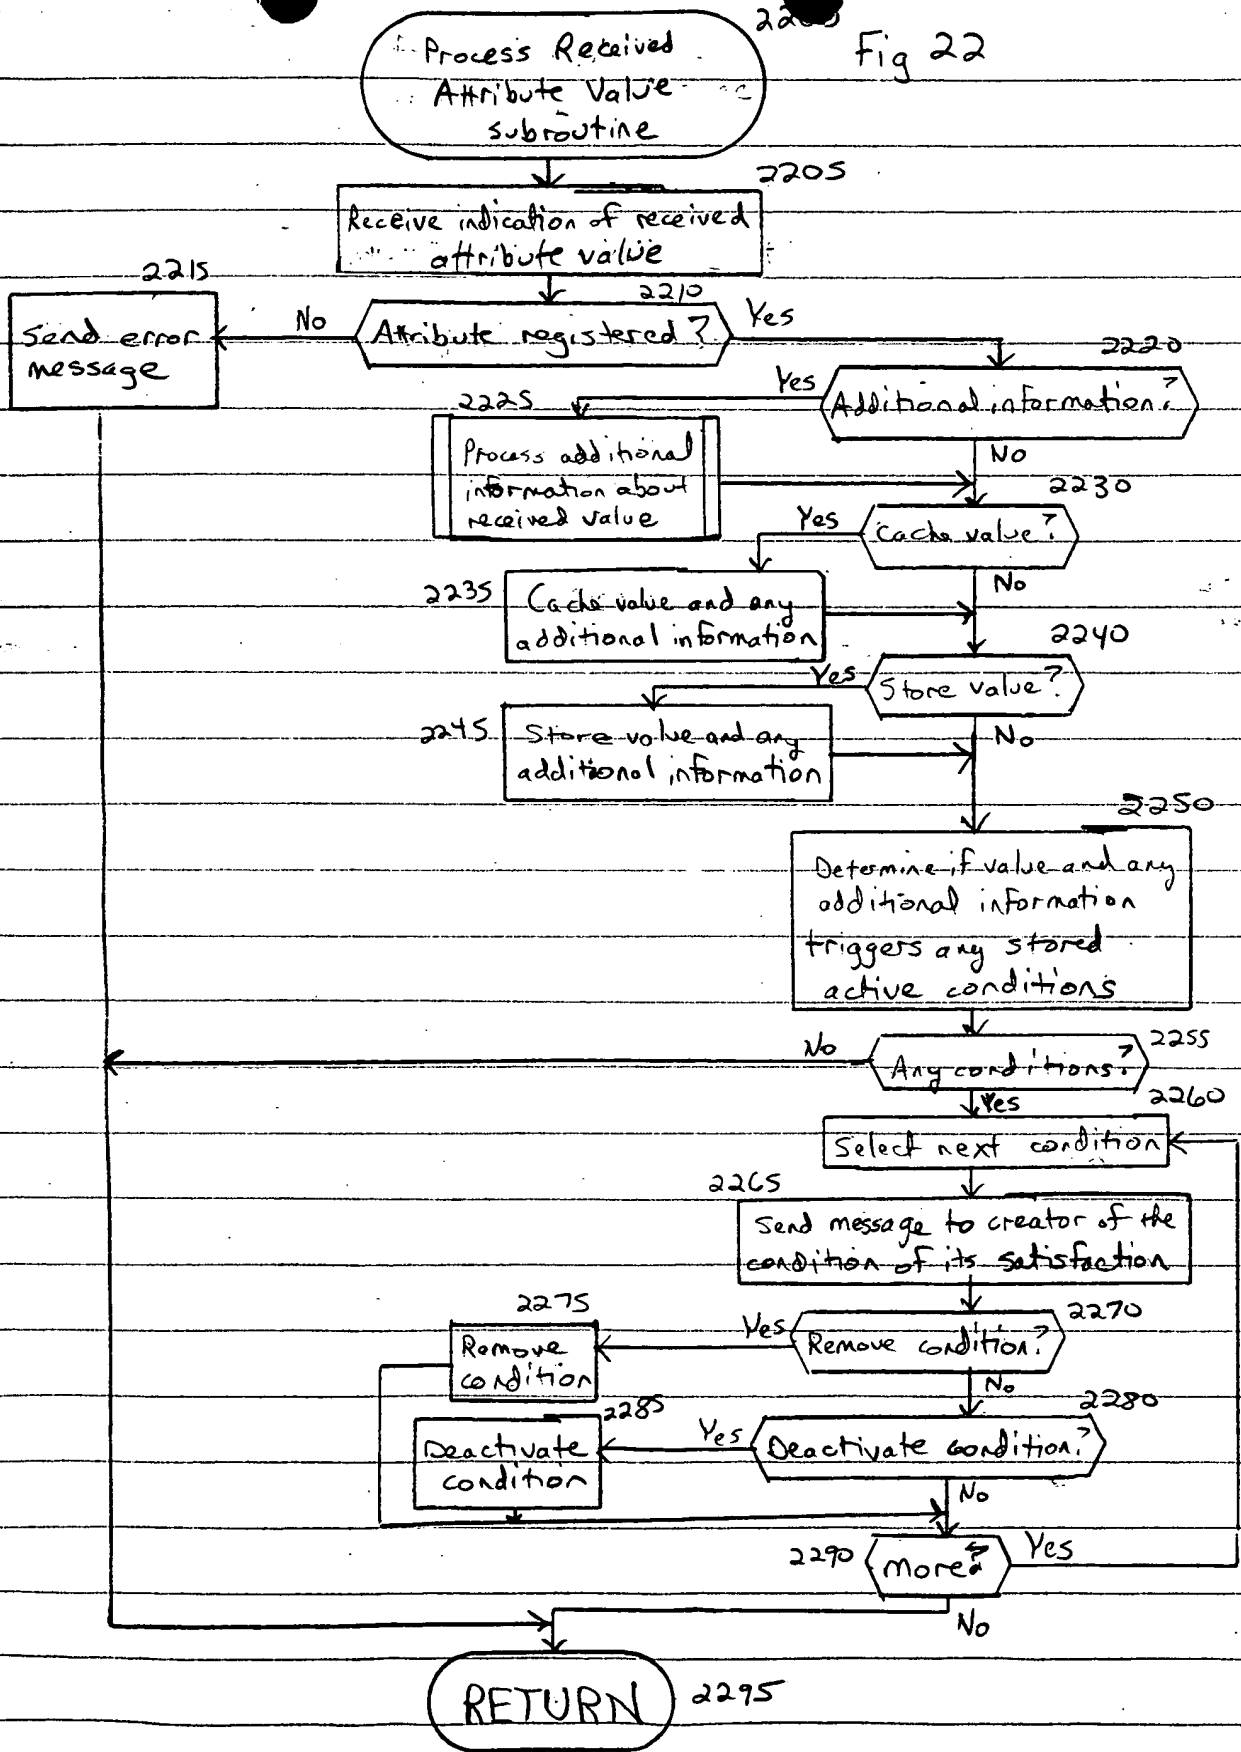 Fig 22
Process Received
Attribute Value
subroutine
2205
Receive indication of received
attribute value
2210
Attribute registered?
No
Yes
2215
Send error
message
2220
Additional information?
Yes
No
2225
Process additional
information about
received value
2230
Cache value?
Yes
No
2235
Cache value and any
additional information
2240
Store value?
Yes
No
2245
Store value and any
additional information
2250
Determine if value and any
additional information
triggers any stored
active conditions
2255
Any conditions?
No
Yes
2260
Select next condition
2265
Send message to creator of the
condition of its satisfaction
2270
Remove condition?
Yes
No
2275
Remove
condition
2280
Deactivate condition?
Yes
No
2285
Deactivate
condition
2290
More?
Yes
No
RETURN
2295